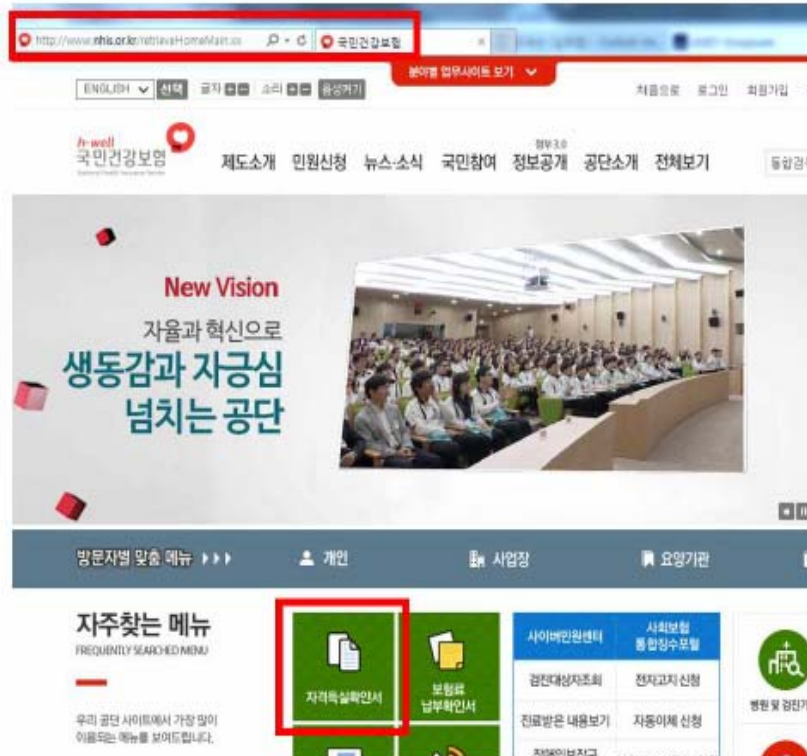 http://www.nhis.or.kr/retrieveHomeMain.xx
국민건강보험
분야별 업무사이트 보기
ENGLISH 선택 글자 소리 음성켜기
처음으로 로그인 회원가입
h-well
국민건강보험
정부3.0
제도소개 민원신청 뉴스·소식 국민참여 정보공개 공단소개 전체보기
통합검
New Vision
자율과 혁신으로
생동감과 자긍심
넘치는 공단
방문자별 맞춤 메뉴
개인
사업장
요양기관
자주찾는 메뉴
FREQUENTLY SEARCHED MENU
우리 공단 사이트에서 가장 많이
이용되는 메뉴를 보여드립니다.
자격득실확인서
보험료
납부확인서
사이버민원센터
사회보험
통합징수포털
검진대상자조회
전자고지 신청
진료받은 내용보기
자동이체 신청
병원 및 검진기